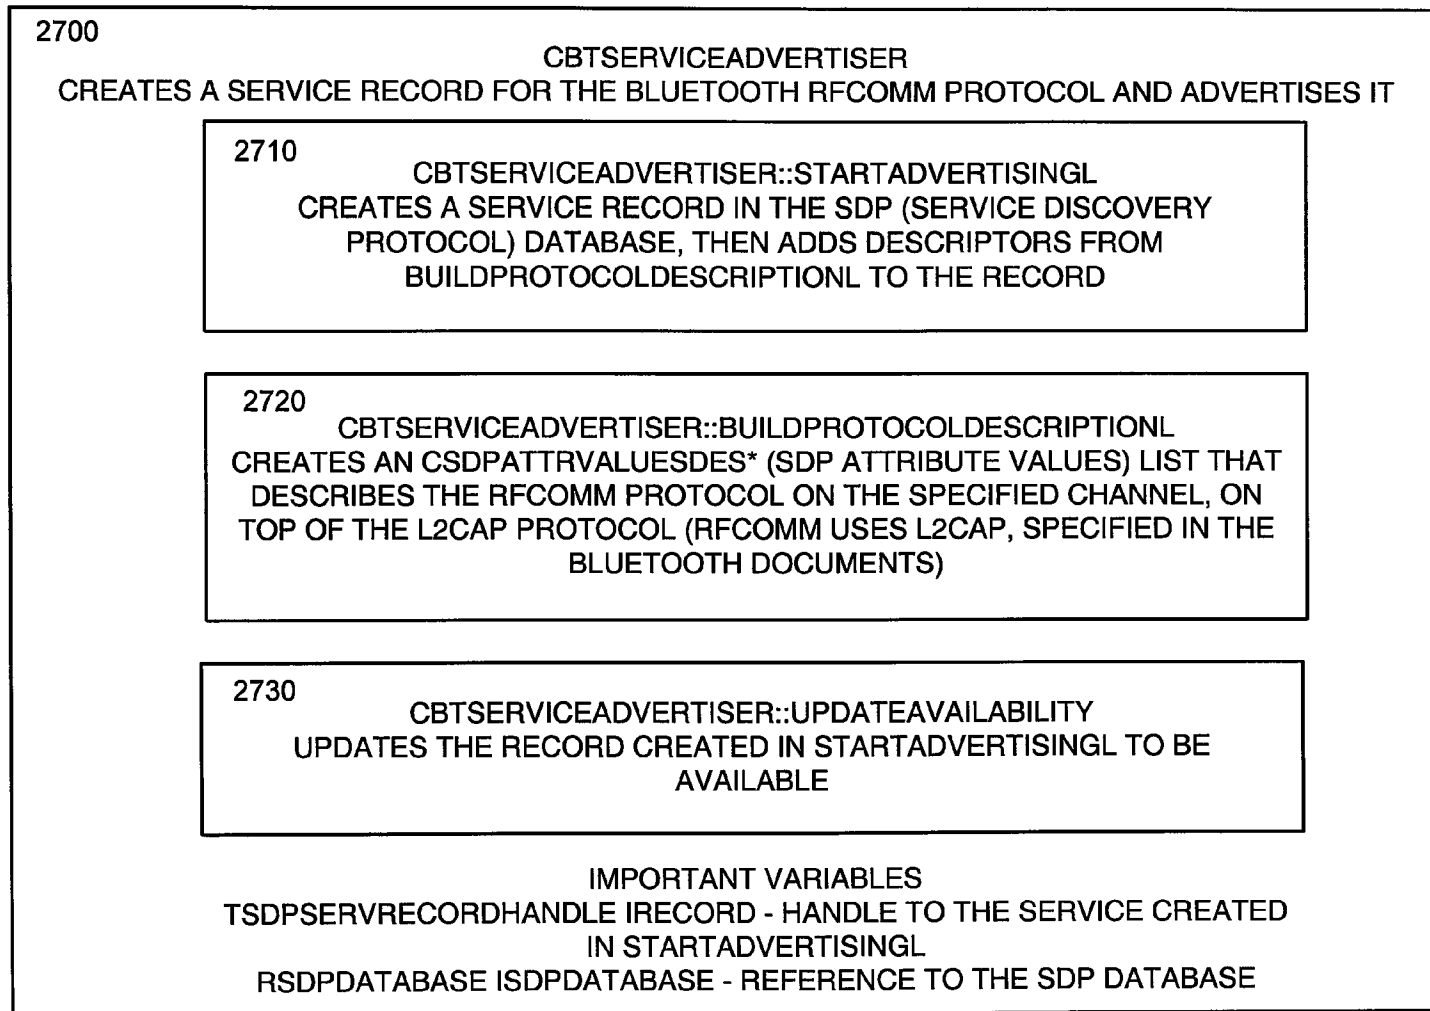 2700
CBTSERVICEADVERTISER
CREATES A SERVICE RECORD FOR THE BLUETOOTH RFCOMM PROTOCOL AND ADVERTISES IT
2710
CBTSERVICEADVERTISER::STARTADVERTISINGL
CREATES A SERVICE RECORD IN THE SDP (SERVICE DISCOVERY
PROTOCOL) DATABASE, THEN ADDS DESCRIPTORS FROM
BUILDPROTOCOLDESCRIPTIONL TO THE RECORD
2720
CBTSERVICEADVERTISER::BUILDPROTOCOLDESCRIPTIONL
CREATES AN CSDPATTRVALUESDES* (SDP ATTRIBUTE VALUES) LIST THAT
DESCRIBES THE RFCOMM PROTOCOL ON THE SPECIFIED CHANNEL, ON
TOP OF THE L2CAP PROTOCOL (RFCOMM USES L2CAP, SPECIFIED IN THE
BLUETOOTH DOCUMENTS)
2730
CBTSERVICEADVERTISER::UPDATEAVAILABILITY
UPDATES THE RECORD CREATED IN STARTADVERTISINGL TO BE
AVAILABLE
IMPORTANT VARIABLES
TSDPSERVRECORDHANDLE IRECORD - HANDLE TO THE SERVICE CREATED
IN STARTADVERTISINGL
RSDPDATABASE ISDPDATABASE - REFERENCE TO THE SDP DATABASE